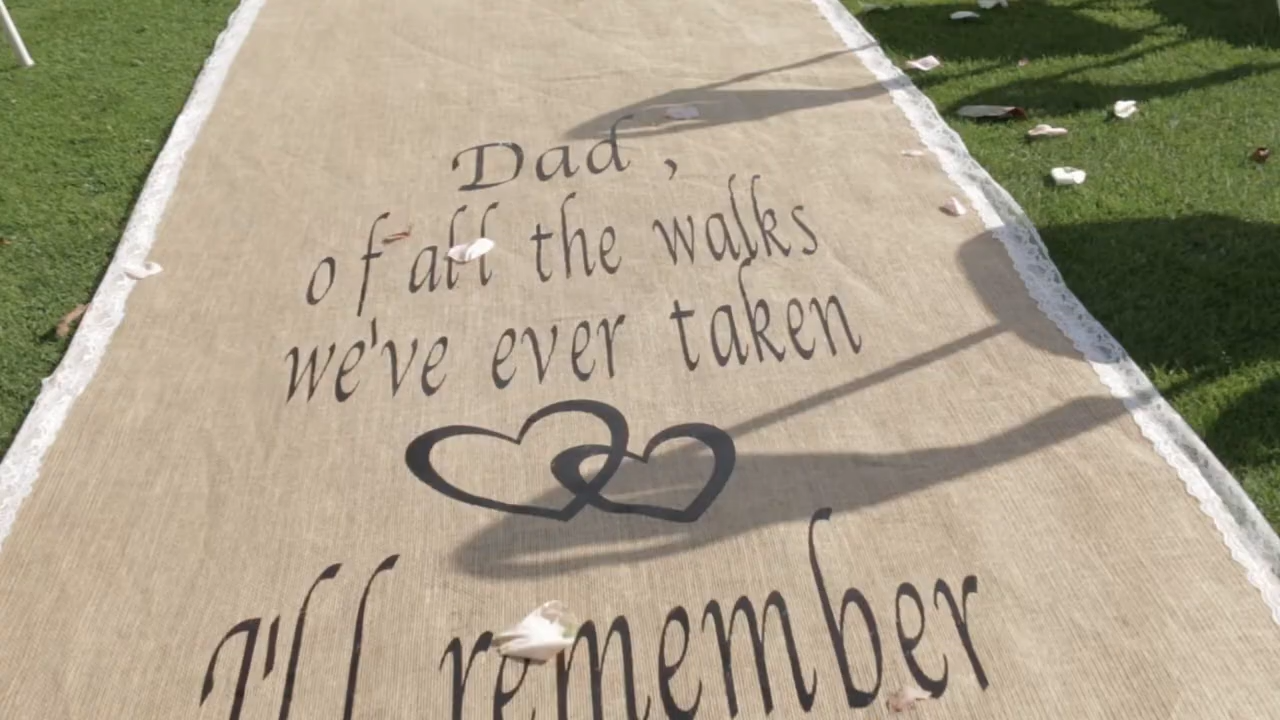 Dad ,
of all the walks
we've ever taken
I'll remember